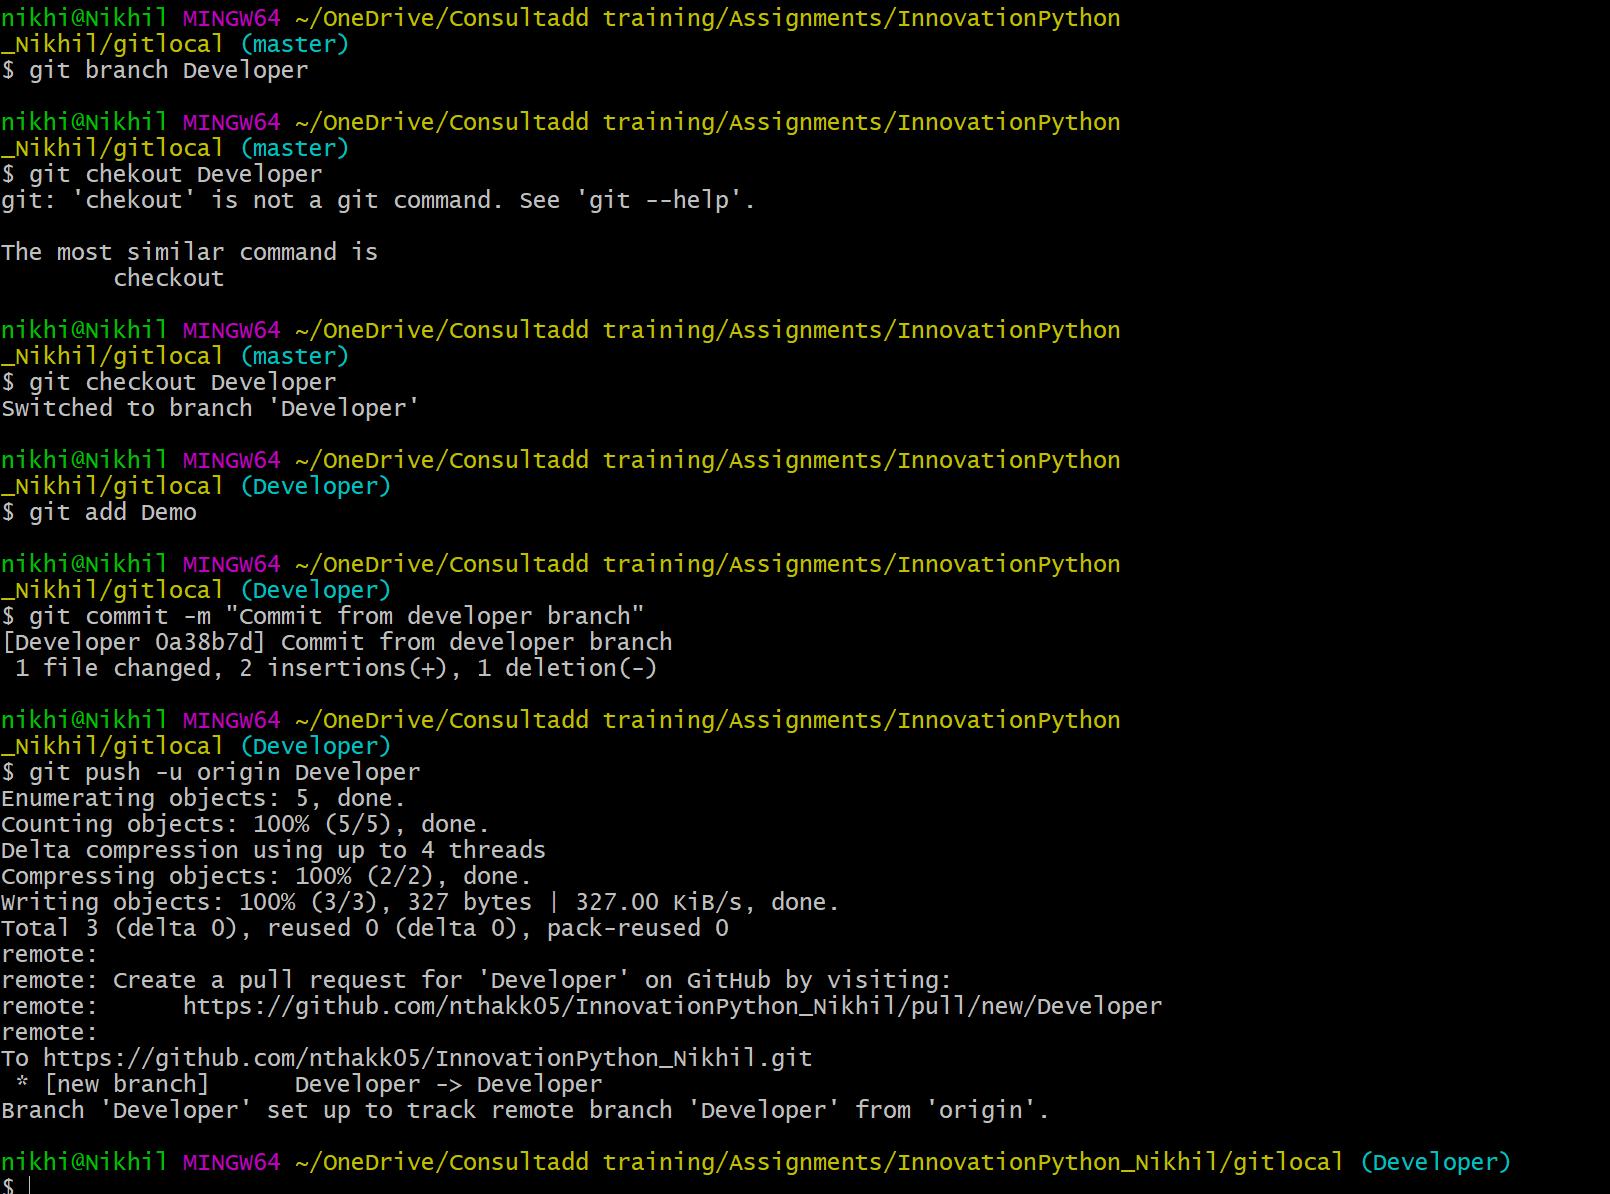 nikhi@Nikhil MINGW64 ~/OneDrive/Consultadd training/Assignments/InnovationPython
_Nikhil/gitlocal (master)
$ git branch Developer
nikhi@Nikhil MINGW64 ~/OneDrive/Consultadd training/Assignments/InnovationPython
_Nikhil/gitlocal (master)
$ git chekout Developer
git: 'chekout' is not a git command. See 'git --help'.
The most similar command is
        checkout
nikhi@Nikhil MINGW64 ~/OneDrive/Consultadd training/Assignments/InnovationPython
_Nikhil/gitlocal (master)
$ git checkout Developer
Switched to branch 'Developer'
nikhi@Nikhil MINGW64 ~/OneDrive/Consultadd training/Assignments/InnovationPython
_Nikhil/gitlocal (Developer)
$ git add Demo
nikhi@Nikhil MINGW64 ~/OneDrive/Consultadd training/Assignments/InnovationPython
_Nikhil/gitlocal (Developer)
$ git commit -m "Commit from developer branch"
[Developer 0a38b7d] Commit from developer branch
 1 file changed, 2 insertions(+), 1 deletion(-)
nikhi@Nikhil MINGW64 ~/OneDrive/Consultadd training/Assignments/InnovationPython
_Nikhil/gitlocal (Developer)
$ git push -u origin Developer
Enumerating objects: 5, done.
Counting objects: 100% (5/5), done.
Delta compression using up to 4 threads
Compressing objects: 100% (2/2), done.
Writing objects: 100% (3/3), 327 bytes | 327.00 KiB/s, done.
Total 3 (delta 0), reused 0 (delta 0), pack-reused 0
remote:
remote: Create a pull request for 'Developer' on GitHub by visiting:
remote:      https://github.com/nthakk05/InnovationPython_Nikhil/pull/new/Developer
remote:
To https://github.com/nthakk05/InnovationPython_Nikhil.git
 * [new branch]      Developer -> Developer
Branch 'Developer' set up to track remote branch 'Developer' from 'origin'.
nikhi@Nikhil MINGW64 ~/OneDrive/Consultadd training/Assignments/InnovationPython_Nikhil/gitlocal (Developer)
$